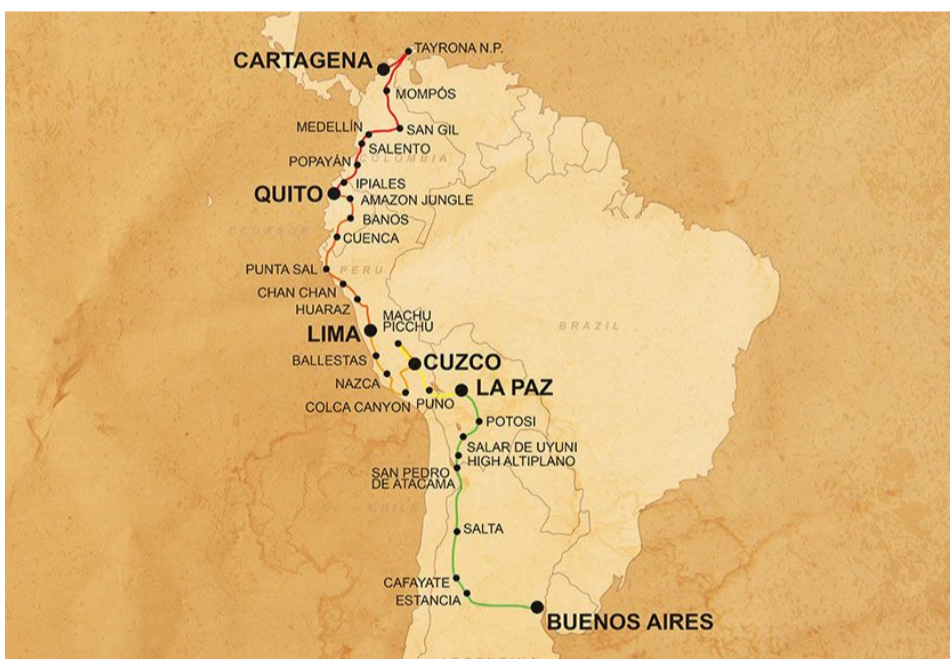 TAYRONA N.P.
CARTAGENA
MOMPÓS
MEDELLÍN
SAN GIL
SALENTO
COLOMBIA
POPAYÁN
IPIALES
QUITO
AMAZON JUNGLE
BANOS
ECUADOR
CUENCA
PUNTA SAL
PERU
CHAN CHAN
HUARAZ
MACHU
PICCHU
LIMA
BRAZIL
BALLESTAS
CUZCO
NAZCA
LA PAZ
COLCA CANYON
PUNO
POTOSI
SALAR DE UYUNI
HIGH ALTIPLANO
SAN PEDRO
DE ATACAMA
CHILE
SALTA
CAFAYATE
ESTANCIA
BUENOS AIRES
ARGENTINA